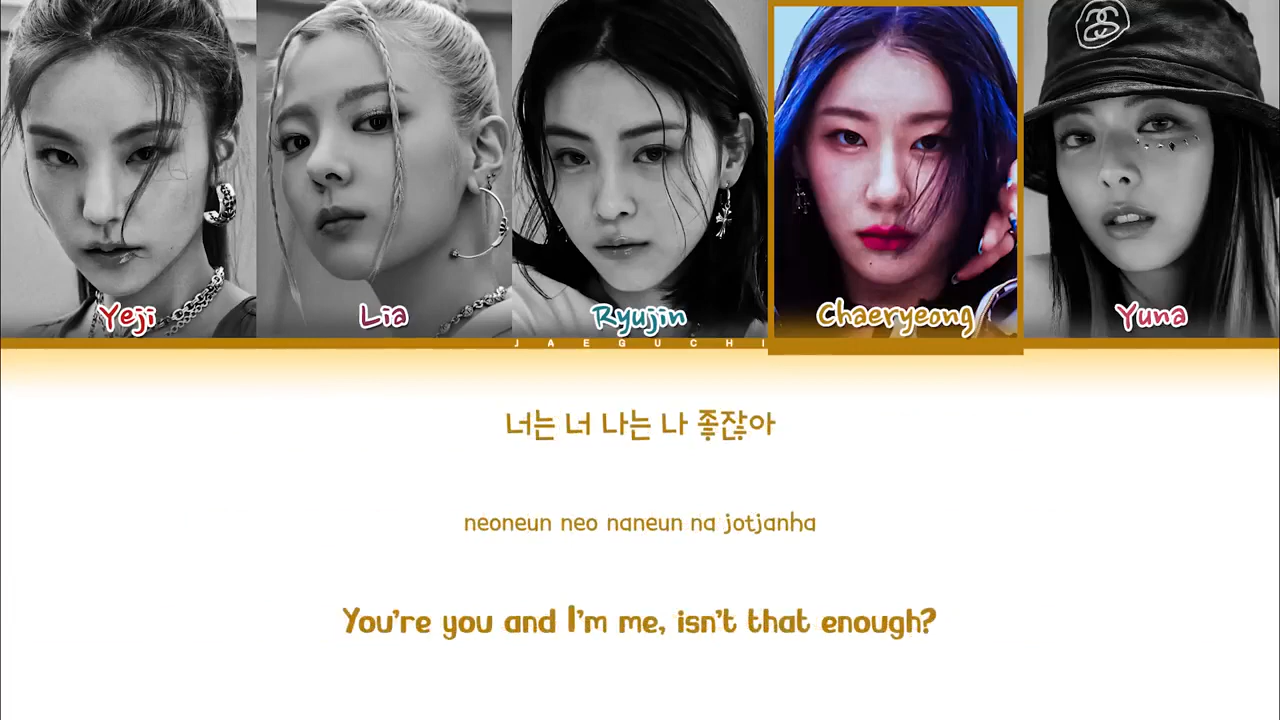 Yeji Lia Ryujin Chaeryeong Yuna
JAEGUCHI
너는 너 나는 나 좋잖아
neoneun neo naneun na jotjanha
You're you and I'm me, isn't that enough?